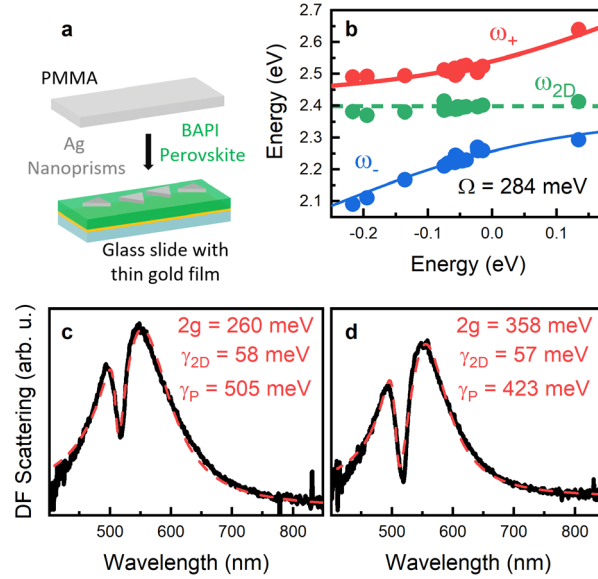 a
PMMA
Ag
Nanoprisms
BAPI
Perovskite
Glass slide with
thin gold film
b
2.7
2.6
2.5
2.4
2.3
2.2
2.1
Energy (eV)
ω+
ω2D
ω-
Ω = 284 meV
-0.2 -0.1 0.0 0.1
Energy (eV)
c
2g = 260 meV
γ2D = 58 meV
γP = 505 meV
DF Scattering (arb. u.)
500 600 700 800
Wavelength (nm)
d
2g = 358 meV
γ2D = 57 meV
γP = 423 meV
500 600 700 800
Wavelength (nm)